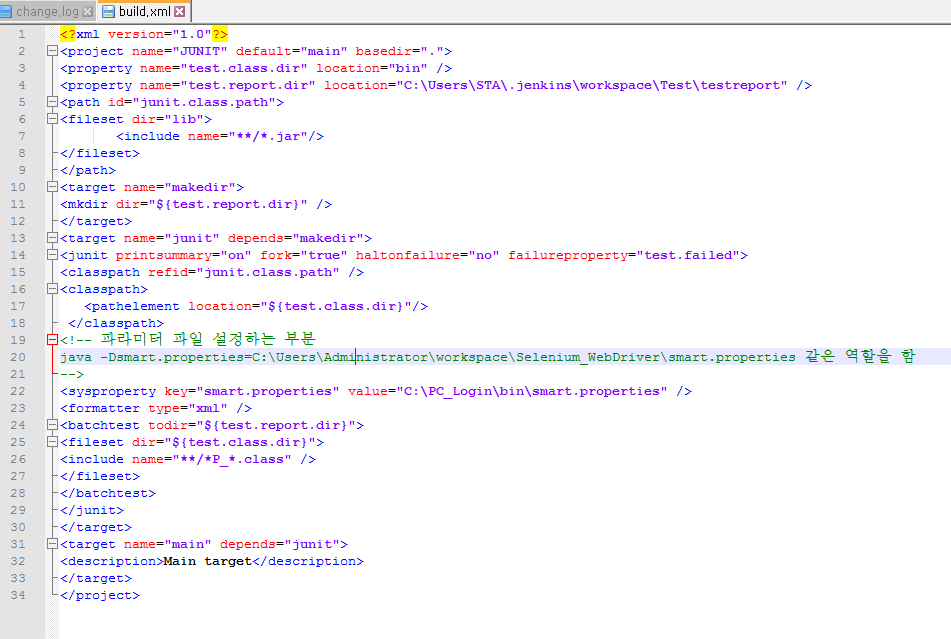 change.log build.xml
1 <?xml version="1.0"?>
2 <project name="JUNIT" default="main" basedir=".">
3 <property name="test.class.dir" location="bin" />
4 <property name="test.report.dir" location="C:\Users\STA\.jenkins\workspace\Test\testreport" />
5 <path id="junit.class.path">
6 <fileset dir="lib">
7 <include name="**/*.jar"/>
8 </fileset>
9 </path>
10 <target name="makedir">
11 <mkdir dir="${test.report.dir}" />
12 </target>
13 <target name="junit" depends="makedir">
14 <junit printsummary="on" fork="true" haltonfailure="no" failureproperty="test.failed">
15 <classpath refid="junit.class.path" />
16 <classpath>
17 <pathelement location="${test.class.dir}"/>
18 </classpath>
19 <!-- 파라미터 파일 설정하는 부분
20 java -Dsmart.properties=C:\Users\Administrator\workspace\Selenium_WebDriver\smart.properties 같은 역할을 함
21 -->
22 <sysproperty key="smart.properties" value="C:\PC_Login\bin\smart.properties" />
23 <formatter type="xml" />
24 <batchtest todir="${test.report.dir}">
25 <fileset dir="${test.class.dir}">
26 <include name="**/*P_*.class" />
27 </fileset>
28 </batchtest>
29 </junit>
30 </target>
31 <target name="main" depends="junit">
32 <description>Main target</description>
33 </target>
34 </project>